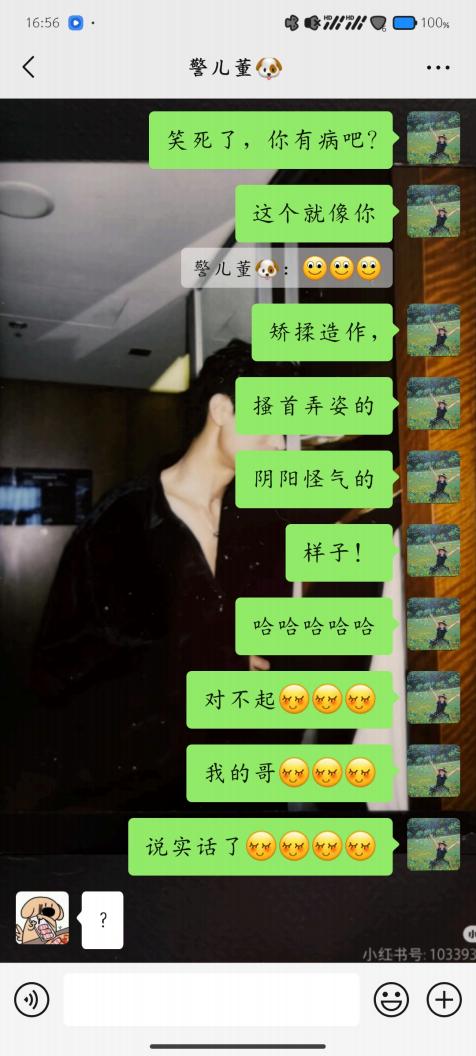 16:56
100%
警儿董🐶
笑死了，你有病吧？
这个就像你
警儿董🐶：🙂🙂🙂
矫揉造作，
搔首弄姿的
阴阳怪气的
样子！
哈哈哈哈哈
对不起😌😌😌
我的哥😌😌😌
说实话了😌😌😌😌
？
小红书号: 103393